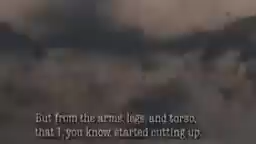 But from the arms, legs, and torso,
that I, you know, started cutting up.